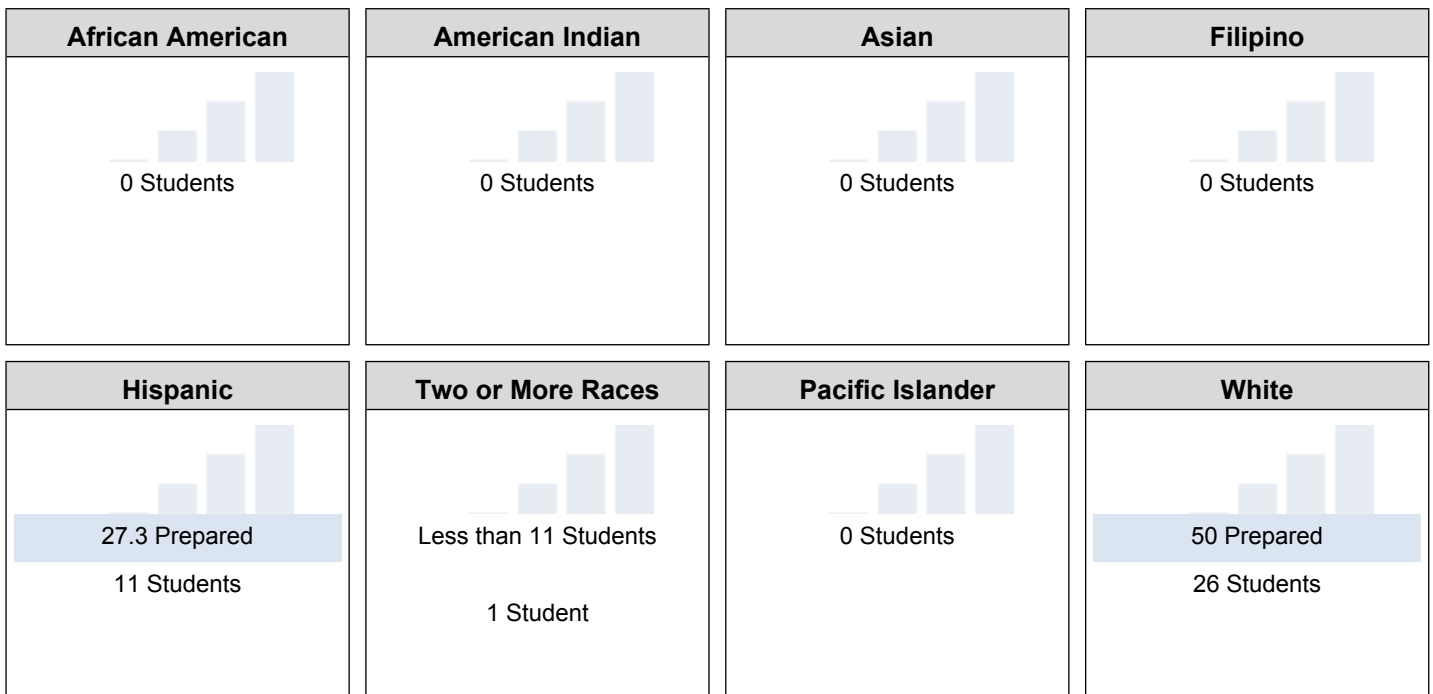 African American
American Indian
Asian
Filipino
0 Students
0 Students
0 Students
0 Students
Hispanic
Two or More Races
Pacific Islander
White
27.3 Prepared
Less than 11 Students
0 Students
50 Prepared
11 Students
1 Student
26 Students